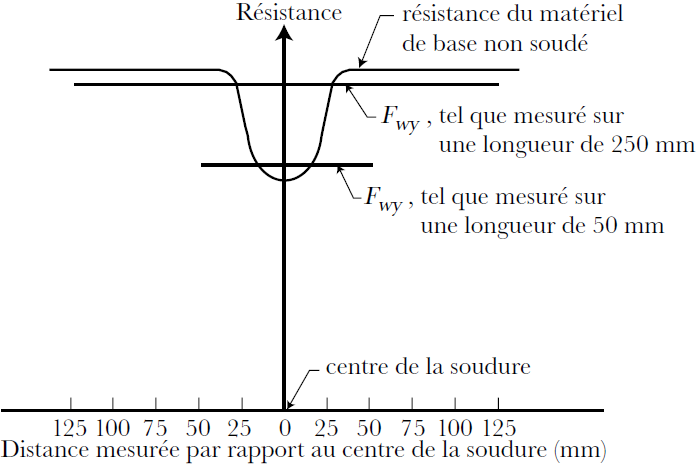 Résistance
résistance du matériel
de base non soudé
Fwy , tel que mesuré sur
une longueur de 250 mm
Fwy , tel que mesuré sur
une longueur de 50 mm
centre de la soudure
125 100 75 50 25 0 25 50 75 100 125
Distance mesurée par rapport au centre de la soudure (mm)